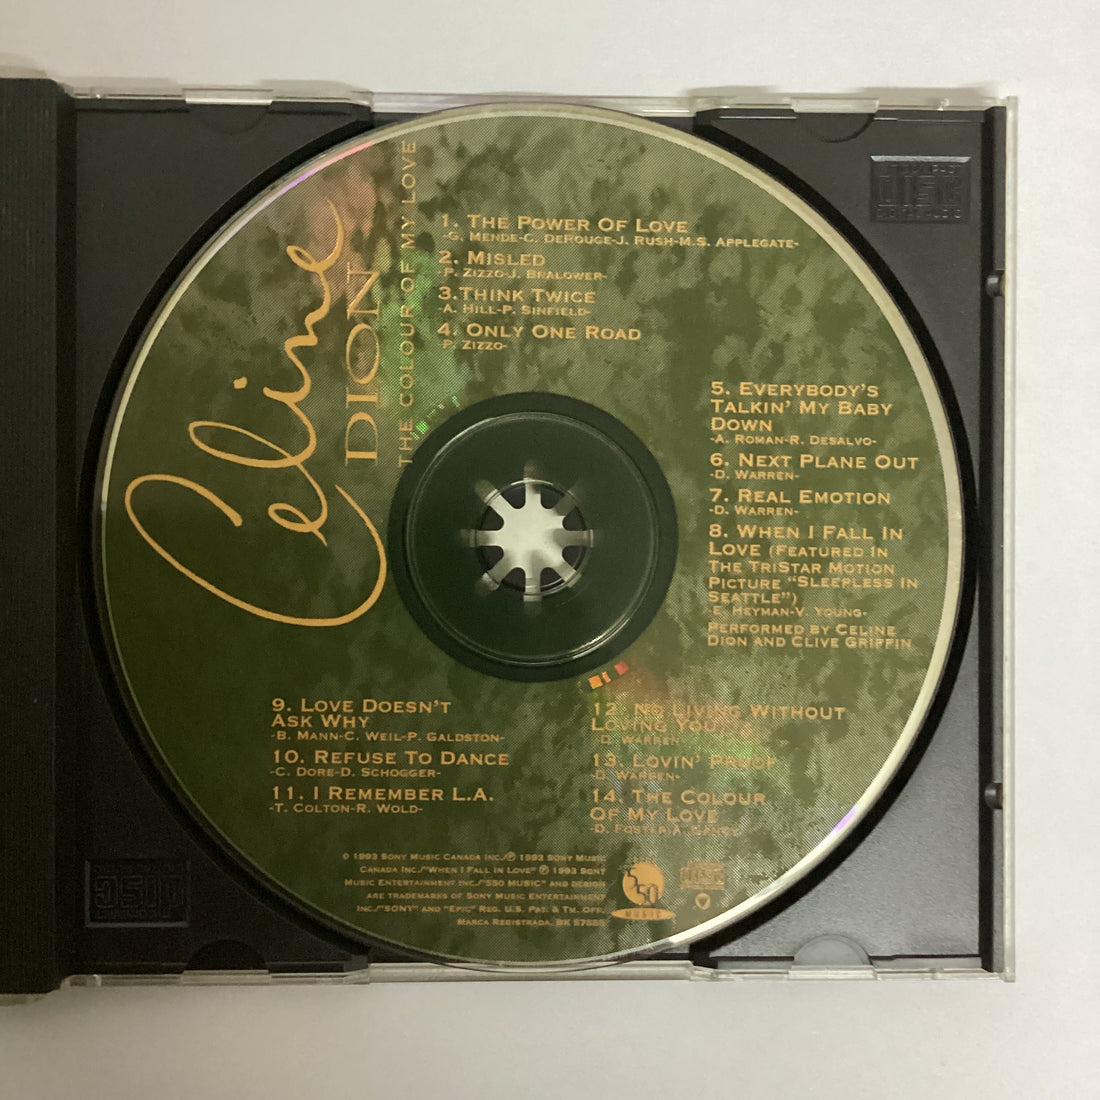 Celine
DION
THE COLOUR OF MY LOVE
1. THE POWER OF LOVE
-G. MENDE-C. DEROUGE-J. RUSH-M.S. APPLEGATE-
2. MISLED
-P. ZIZZO-J. BRALOWER-
3.THINK TWICE
-A. HILL-P. SINFIELD-
4. ONLY ONE ROAD
-P. ZIZZO-
5. EVERYBODY'S
TALKIN' MY BABY
DOWN
-A. ROMAN-R. DESALVO-
6. NEXT PLANE OUT
-D. WARREN-
7. REAL EMOTION
-D. WARREN-
8. WHEN I FALL IN
LOVE (FEATURED IN
THE TRISTAR MOTION
PICTURE "SLEEPLESS IN
SEATTLE")
-E. HEYMAN-V. YOUNG-
PERFORMED BY CELINE
DION AND CLIVE GRIFFIN
9. LOVE DOESN'T
ASK WHY
-B. MANN-C. WEIL-P. GALDSTON-
10. REFUSE TO DANCE
-C. DORE-D. SCHOGGER-
11. I REMEMBER L.A.
-T. COLTON-R. WOLD-
12. NO LIVING WITHOUT
LOVING YOU
-D. WARREN-
13. LOVIN' PROOF
-D. WARREN-
14. THE COLOUR
OF MY LOVE
-D. FOSTER-A.
© 1993 SONY MUSIC CANADA INC./℗ 1993 SONY MUSIC
CANADA INC./"WHEN I FALL IN LOVE" ℗ 1993 SONY
MUSIC ENTERTAINMENT INC./"550 MUSIC" AND DESIGN
ARE TRADEMARKS OF SONY MUSIC ENTERTAINMENT
INC./"SONY" AND "EPIC" REG. U.S. PAT. & TM. OFF.
MARCA REGISTRADA. BK 57555
550
MUSIC
COMPACT
disc